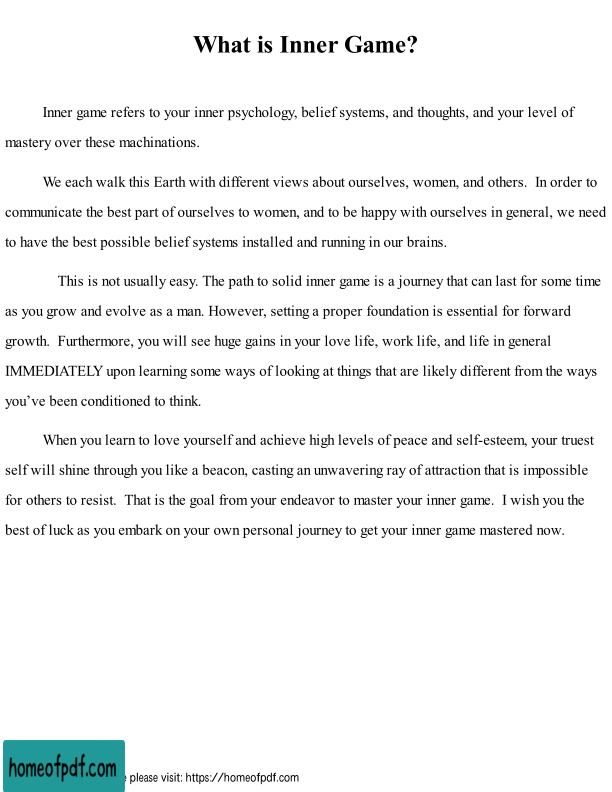 What is Inner Game?
Inner game refers to your inner psychology, belief systems, and thoughts, and your level of
mastery over these machinations.
We each walk this Earth with different views about ourselves, women, and others.  In order to
communicate the best part of ourselves to women, and to be happy with ourselves in general, we need
to have the best possible belief systems installed and running in our brains.
This is not usually easy. The path to solid inner game is a journey that can last for some time
as you grow and evolve as a man. However, setting a proper foundation is essential for forward
growth.  Furthermore, you will see huge gains in your love life, work life, and life in general
IMMEDIATELY upon learning some ways of looking at things that are likely different from the ways
you’ve been conditioned to think.
When you learn to love yourself and achieve high levels of peace and self-esteem, your truest
self will shine through you like a beacon, casting an unwavering ray of attraction that is impossible
for others to resist.  That is the goal from your endeavor to master your inner game.  I wish you the
best of luck as you embark on your own personal journey to get your inner game mastered now.
homeofpdf.com
please visit: https://homeofpdf.com